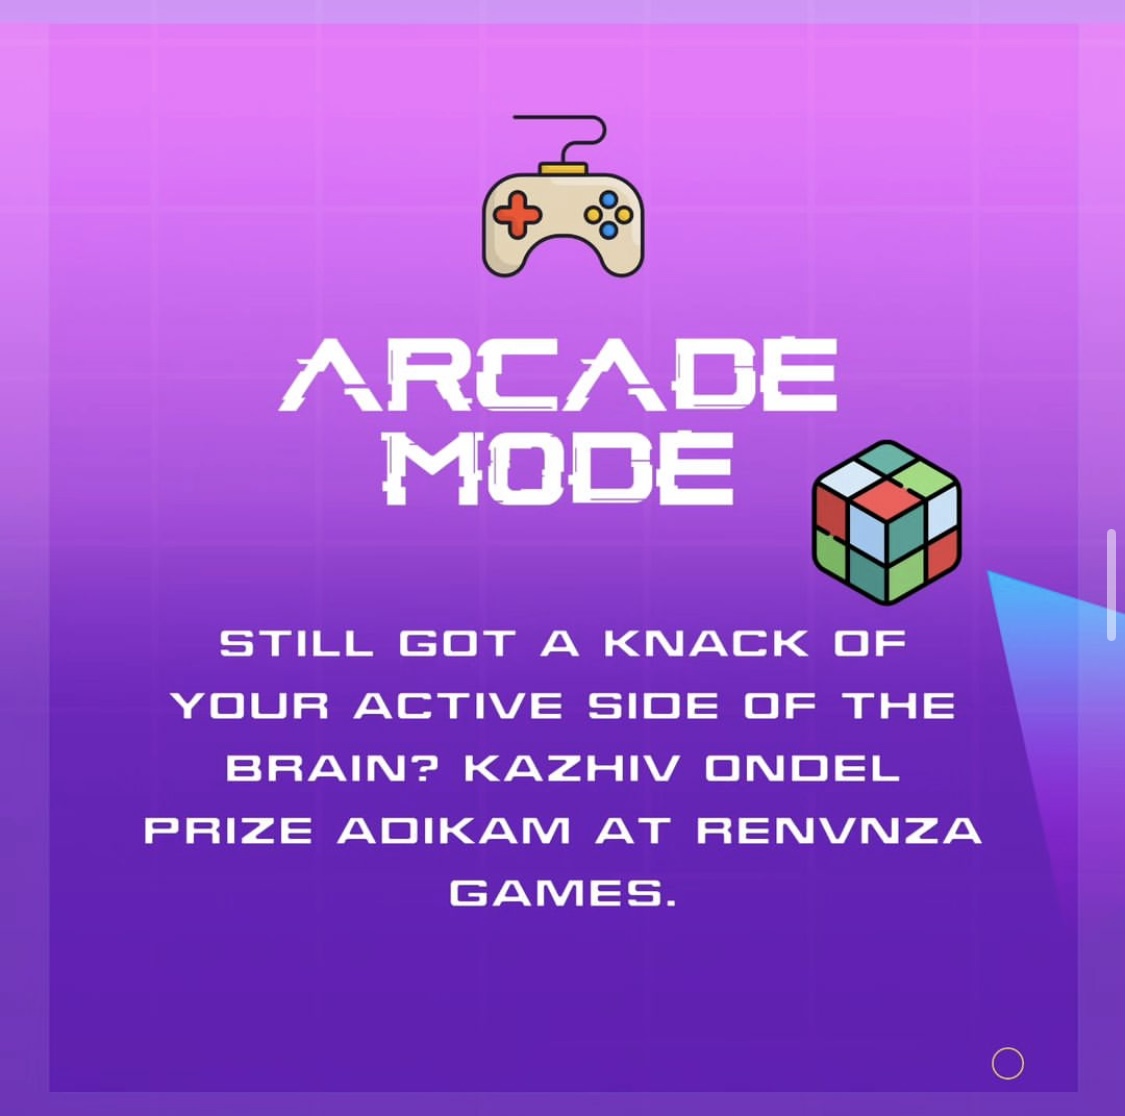 ARCADE
MODE
STILL GOT A KNACK OF
YOUR ACTIVE SIDE OF THE
BRAIN? KAZHIV ONDEL
PRIZE ADIKAM AT RENVNZA
GAMES.